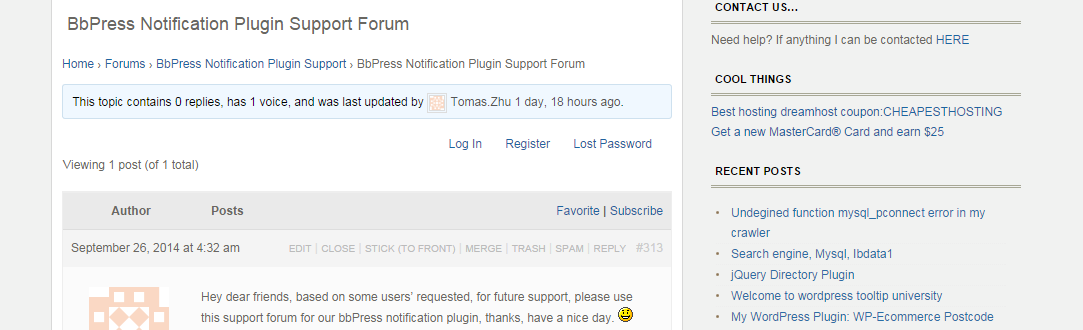 BbPress Notification Plugin Support Forum
Home › Forums › BbPress Notification Plugin Support › BbPress Notification Plugin Support Forum
This topic contains 0 replies, has 1 voice, and was last updated by Tomas.Zhu 1 day, 18 hours ago.
Log In Register Lost Password
Viewing 1 post (of 1 total)
Author Posts Favorite | Subscribe
September 26, 2014 at 4:32 am EDIT | CLOSE | STICK (TO FRONT) | MERGE | TRASH | SPAM | REPLY #313
Hey dear friends, based on some users' requested, for future support, please use
this support forum for our bbPress notification plugin, thanks, have a nice day.
CONTACT US...
Need help? If anything I can be contacted HERE
COOL THINGS
Best hosting dreamhost coupon:CHEAPESTHOSTING
Get a new MasterCard® Card and earn $25
RECENT POSTS
• Undegined function mysql_pconnect error in my
crawler
• Search engine, Mysql, Ibdata1
• jQuery Directory Plugin
• Welcome to wordpress tooltip university
• My WordPress Plugin: WP-Ecommerce Postcode